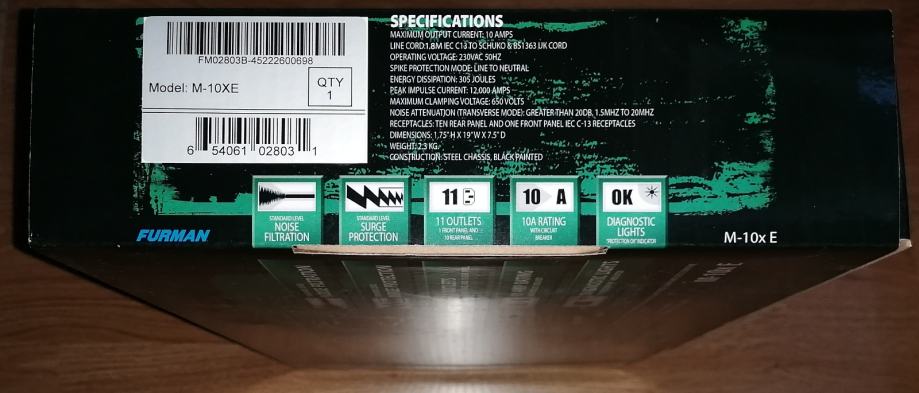 FM02803B-45222600698
Model: M-10XE
QTY
1
6 54061 02803 1
SPECIFICATIONS
MAXIMUM OUTPUT CURRENT: 10 AMPS
LINE CORD 1.8M IEC C13 TO SCHUKO & BS1363 UK CORD
OPERATING VOLTAGE: 230VAC 50HZ
SPIKE PROTECTION MODE: LINE TO NEUTRAL
ENERGY DISSIPATION: 305 JOULES
PEAK IMPULSE CURRENT: 12,000 AMPS
MAXIMUM CLAMPING VOLTAGE: 650 VOLTS
NOISE ATTENUATION (TRANSVERSE MODE): GREATER THAN 20DB, 1.5MHZ TO 20MHZ
RECEPTACLES: TEN REAR PANEL AND ONE FRONT PANEL IEC C-13 RECEPTACLES
DIMENSIONS: 1.75" H X 19" W X 7.5" D
WEIGHT: 2.3 KG
CONSTRUCTION: STEEL CHASSIS, BLACK PAINTED
FURMAN
STANDARD LEVEL
NOISE
FILTRATION
STANDARD LEVEL
SURGE
PROTECTION
11
11 OUTLETS
1 FRONT PANEL AND
10 REAR PANEL
10 A
10A RATING
WITH CIRCUIT
BREAKER
OK
DIAGNOSTIC
LIGHTS
"PROTECTION OK" INDICATOR
M-10x E